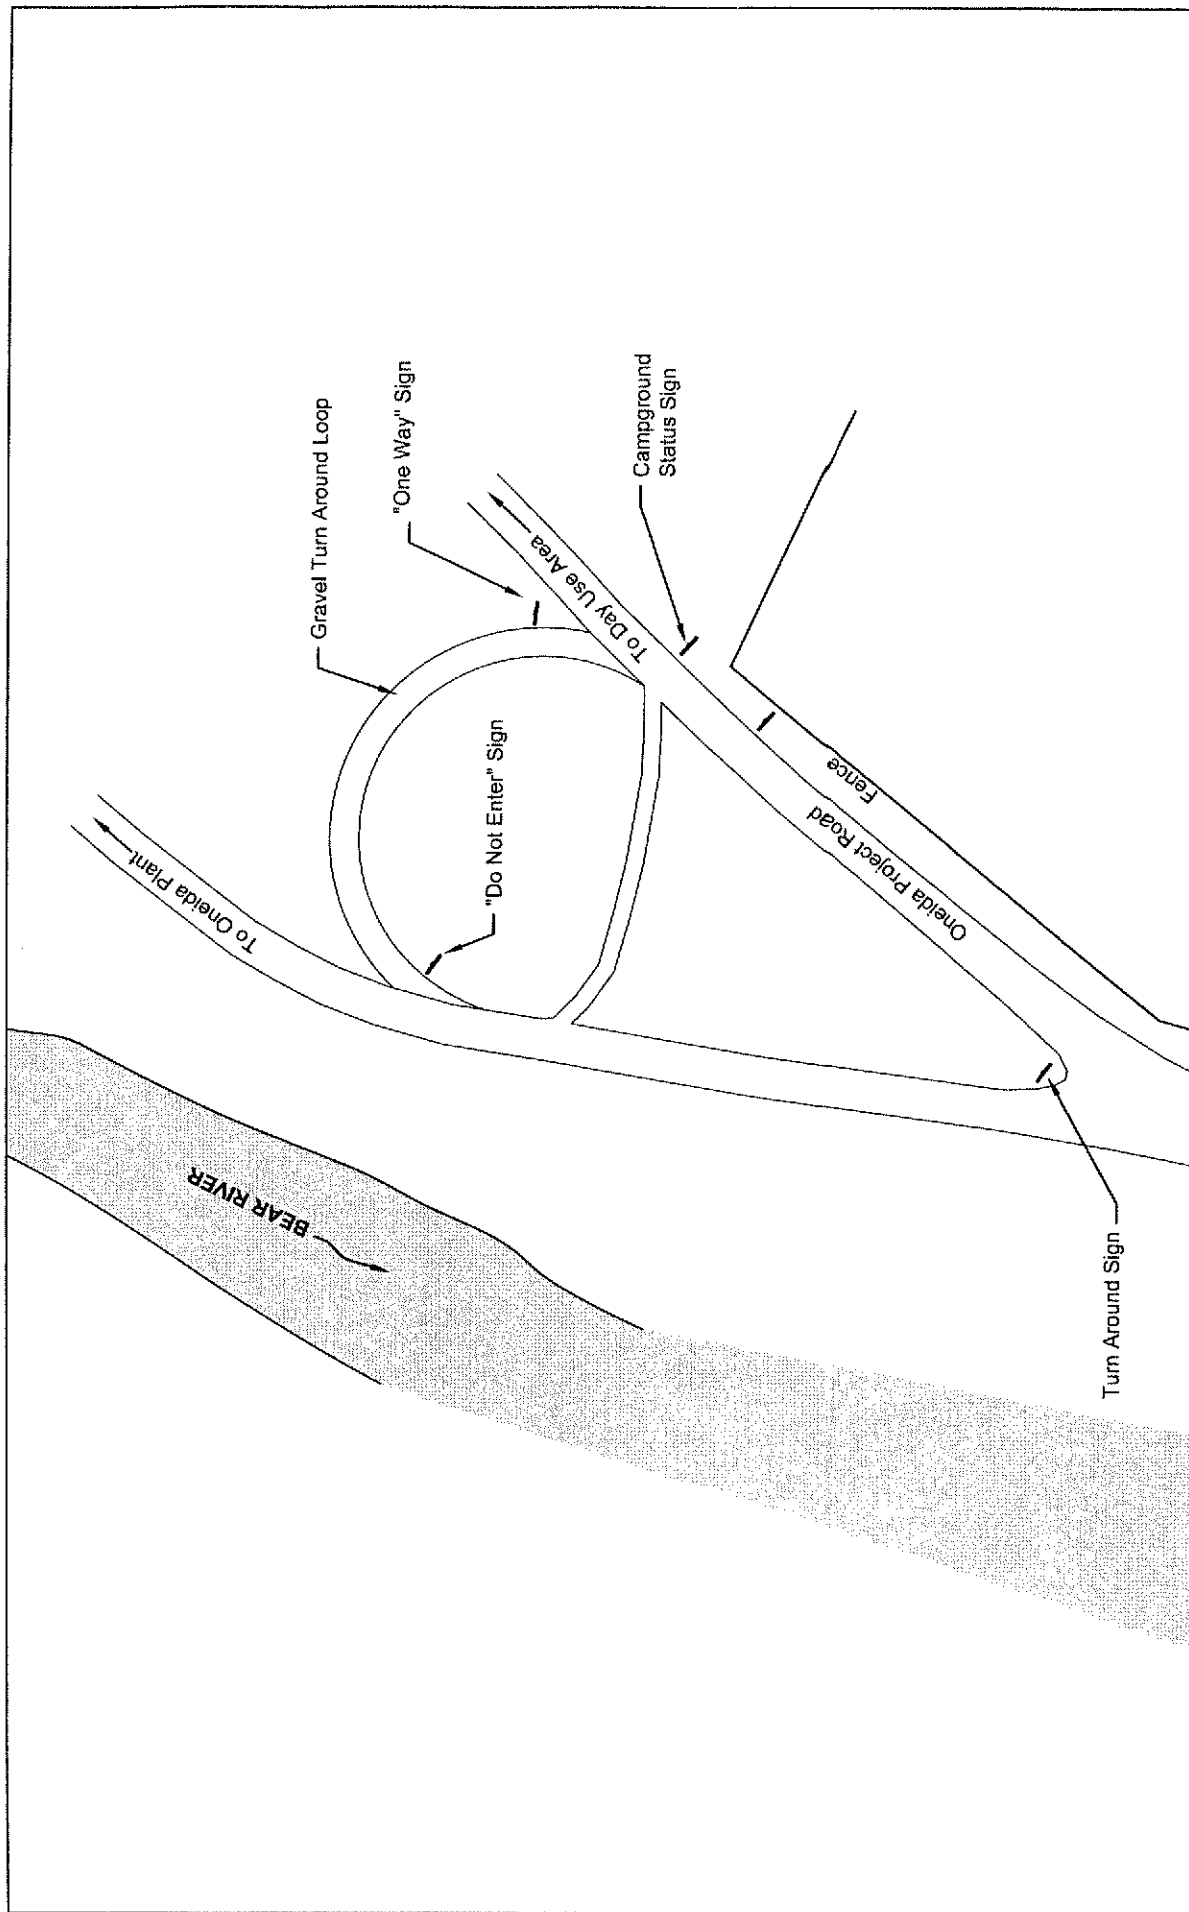 Gravel Turn Around Loop
"One Way" Sign
Campground
Status Sign
To Day Use Area
"Do Not Enter" Sign
To Oneida Plant
Fence
Oneida Project Road
BEAR RIVER
Turn Around Sign